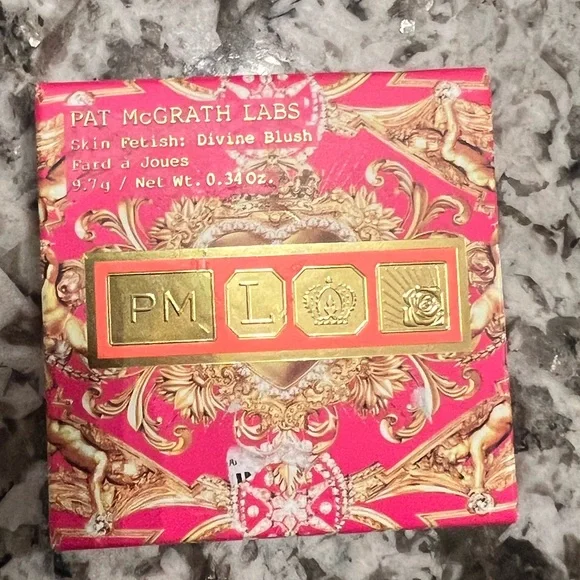 PAT McGRATH LABS
Skin Fetish: Divine Blush
Fard à Joues
9.7g / Net Wt. 0.34 Oz.
PM L